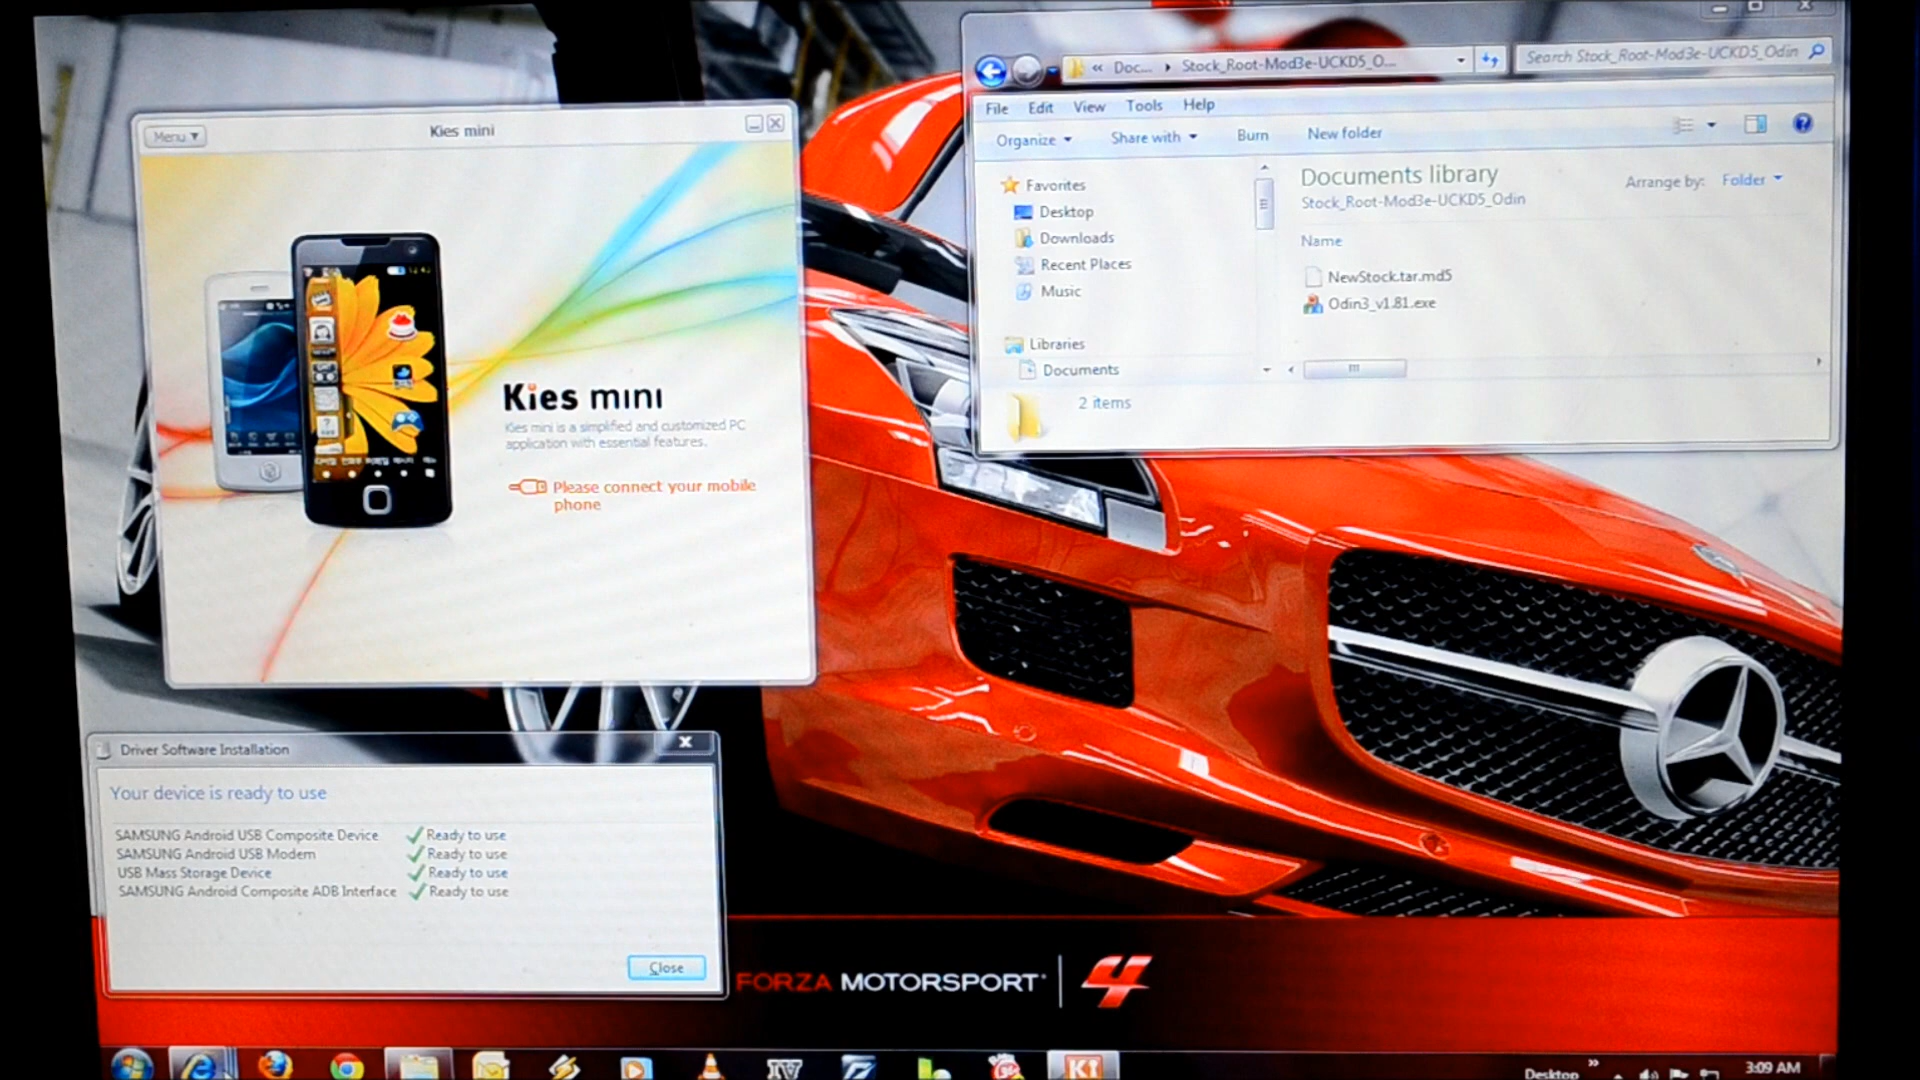 Menu ▼
Kies mini
Kies mini
Kies mini is a simplified and customized PC
application with essential features.
Please connect your mobile
phone
« Doc... ▸ Stock_Root-Mod3e-UCKD5_O...
Search Stock_Root-Mod3e-UCKD5_Odin
File Edit View Tools Help
Organize Share with Burn New folder
Favorites
Desktop
Downloads
Recent Places
Music
Libraries
Documents
Documents library
Stock_Root-Mod3e-UCKD5_Odin
Arrange by: Folder
Name
NewStock.tar.md5
Odin3_v1.81.exe
2 items
Driver Software Installation
Your device is ready to use
SAMSUNG Android USB Composite Device Ready to use
SAMSUNG Android USB Modem Ready to use
USB Mass Storage Device Ready to use
SAMSUNG Android Composite ADB Interface Ready to use
Close
FORZA MOTORSPORT 4
IV
Ki
Desktop »
3:09 AM